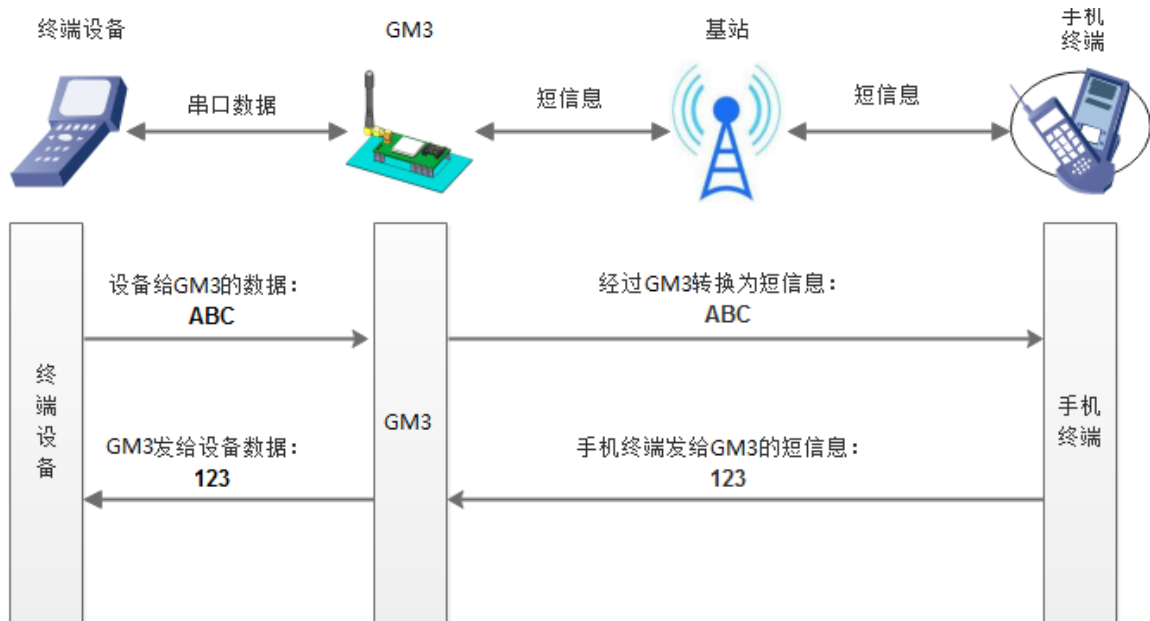 终端设备
GM3
基站
手机
终端
串口数据
短信息
短信息
设备给GM3的数据：
ABC
经过GM3转换为短信息：
ABC
终
端
设
备
GM3
手机
终端
GM3发给设备数据：
123
手机终端发给GM3的短信息：
123